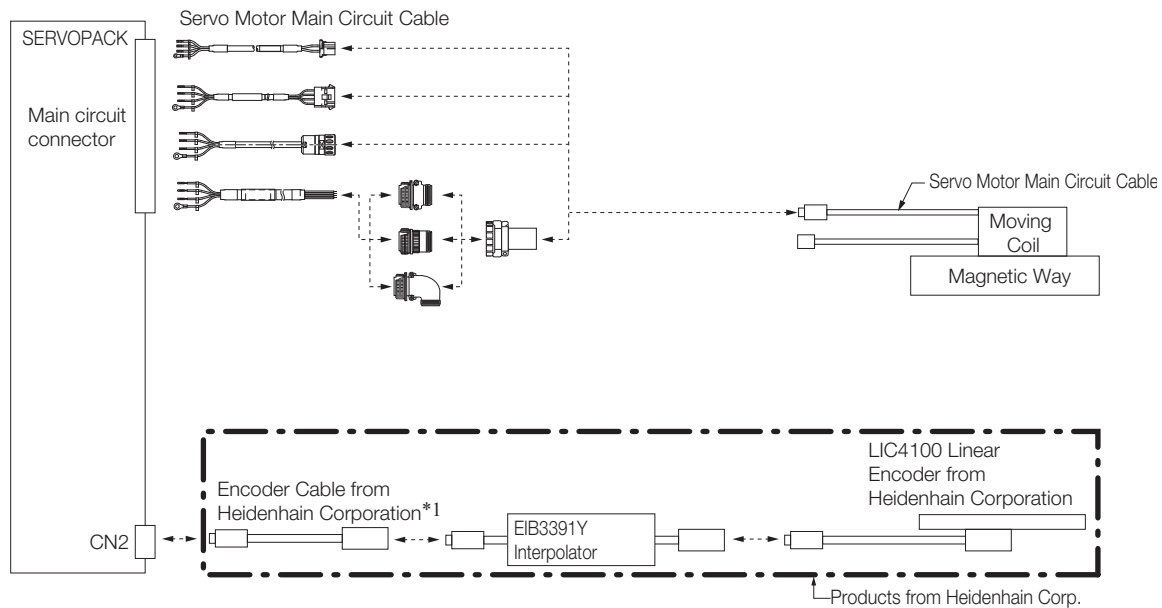 Servo Motor Main Circuit Cable
SERVOPACK
Main circuit
connector
Servo Motor Main Circuit Cable
Moving
Coil
Magnetic Way
LIC4100 Linear
Encoder from
Heidenhain Corporation
Encoder Cable from
Heidenhain Corporation*1
EIB3391Y
Interpolator
CN2
Products from Heidenhain Corp.